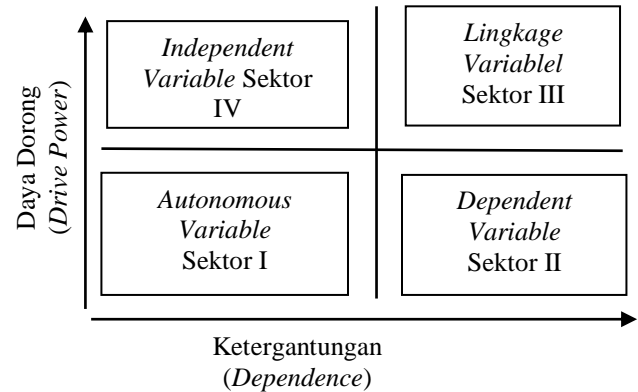 Daya Dorong
(Drive Power)
Independent
Variable Sektor
IV
Lingkage
Variablel
Sektor III
Autonomous
Variable
Sektor I
Dependent
Variable
Sektor II
Ketergantungan
(Dependence)